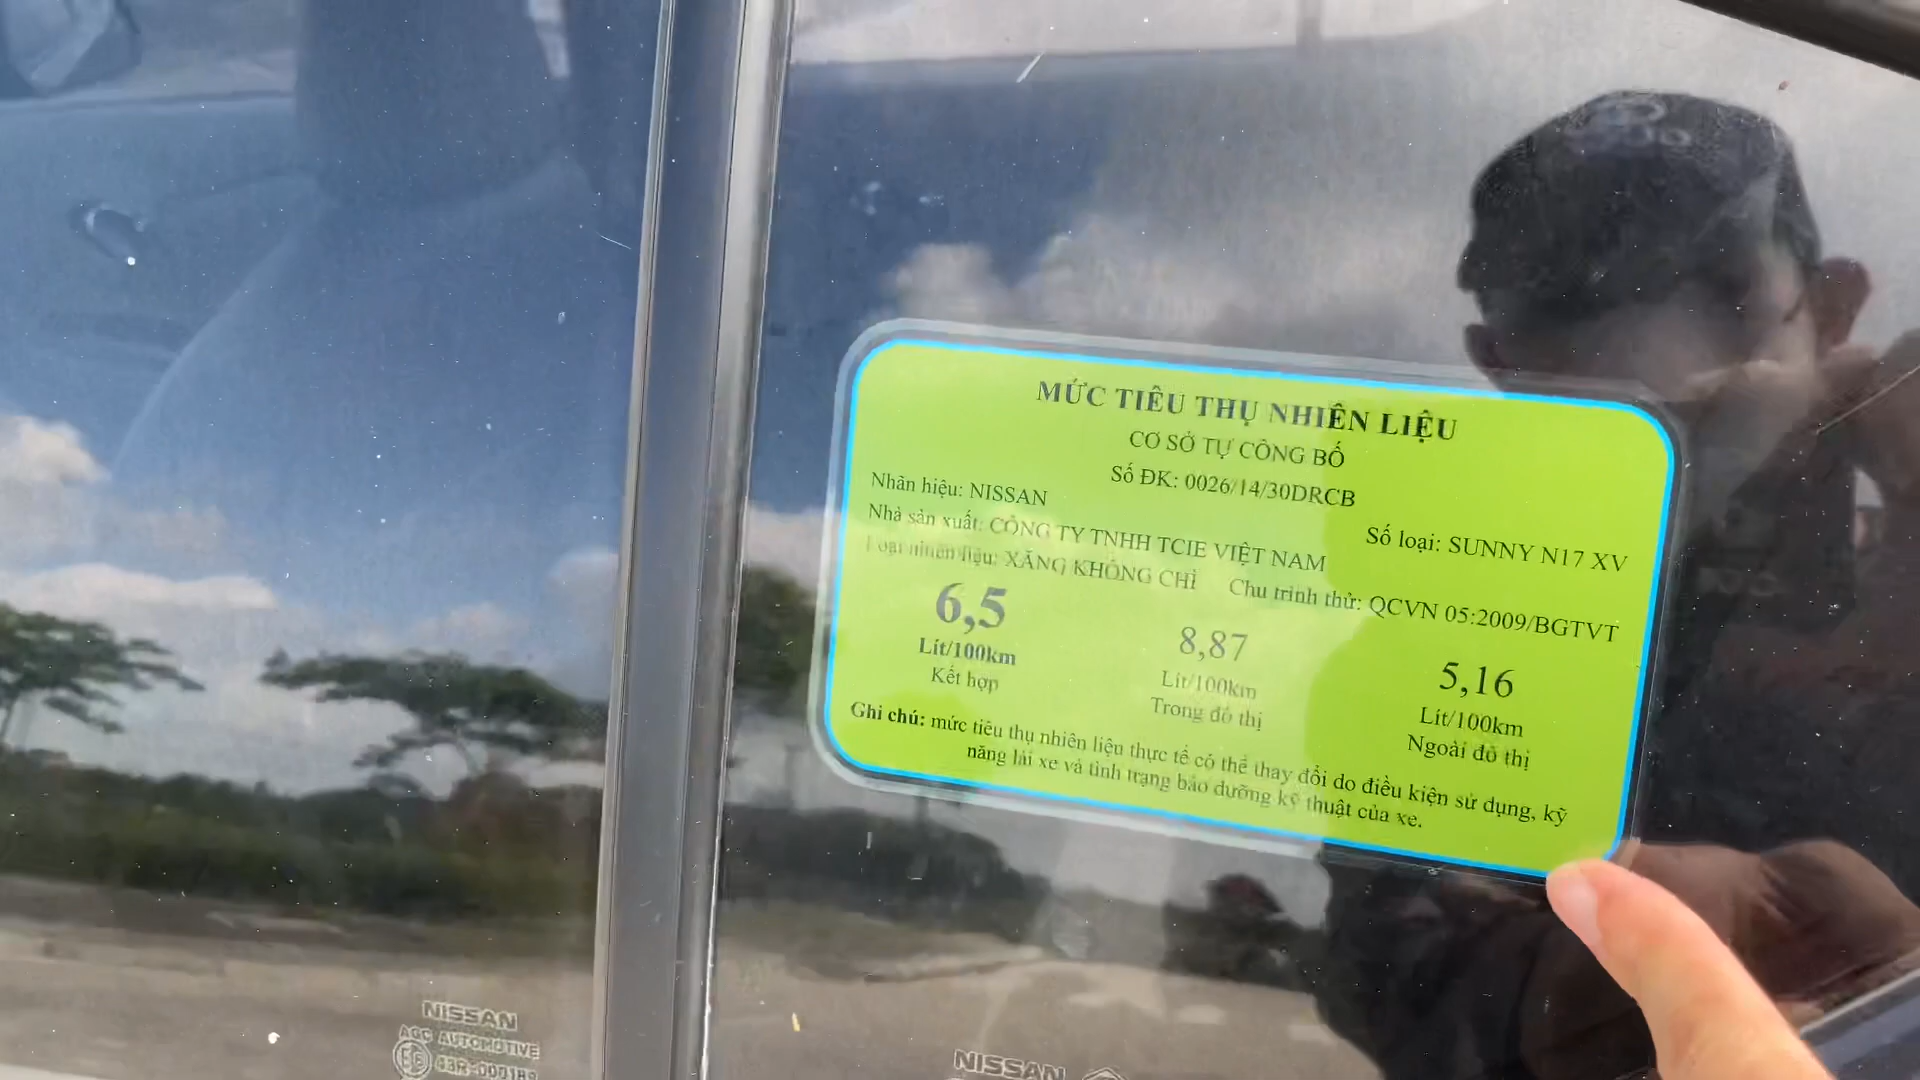 MỨC TIÊU THỤ NHIÊN LIỆU
CƠ SỞ TỰ CÔNG BỐ
Số ĐK: 0026/14/30DRCB
Nhãn hiệu: NISSAN
Số loại: SUNNY N17 XV
Nhà sản xuất: CÔNG TY TNHH TCIE VIỆT NAM
Loại nhiên liệu: XĂNG KHÔNG CHÌ Chu trình thử: QCVN 05:2009/BGTVT
6,5 8,87 5,16
Lít/100km Lít/100km Lít/100km
Kết hợp Trong đô thị Ngoài đô thị
Ghi chú: mức tiêu thụ nhiên liệu thực tế có thể thay đổi do điều kiện sử dụng, kỹ
năng lái xe và tình trạng bảo dưỡng kỹ thuật của xe.
NISSAN
AGC AUTOMOTIVE
NISSAN